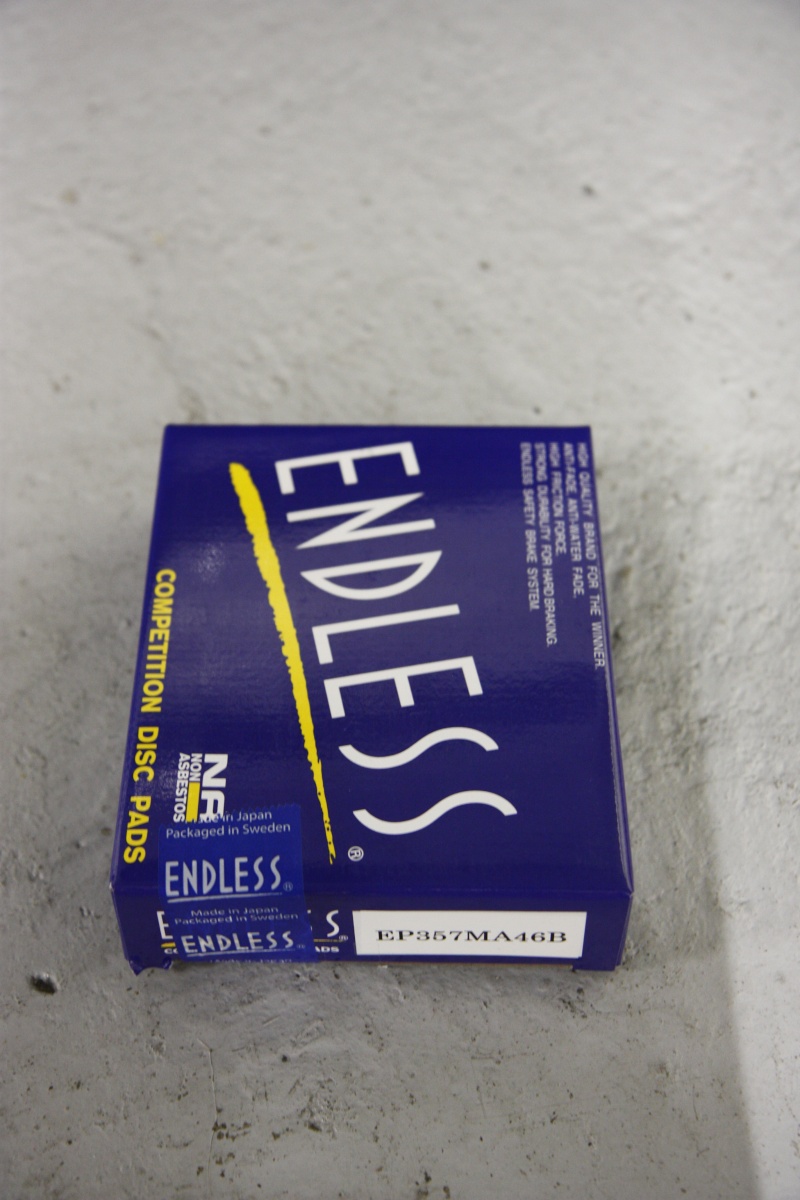 HIGH QUALITY BRAND FOR THE WINNER.
ANTI-FADE, ANTI-WATER FADE.
HIGH FRICTION FORCE.
STRONG DURABILITY FOR HARD BRAKING.
ENDLESS SAFETY BRAKE SYSTEM.
ENDLESS®
NA
NON
ASBESTOS
COMPETITION DISC PADS
Made in Japan
Packaged in Sweden
ENDLESS®
Made in Japan
Packaged in Sweden
ENDLESS®
EP357MA46B